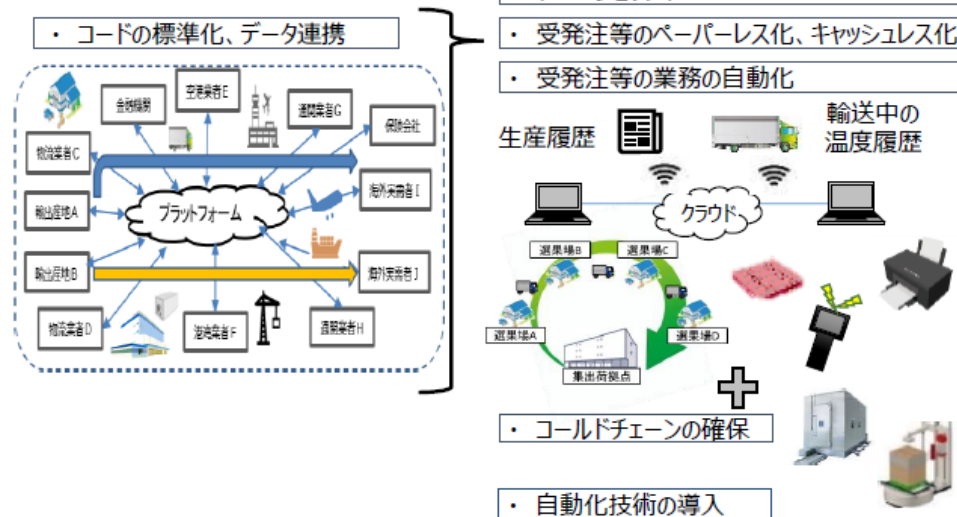 ・ コードの標準化、データ連携
金融機関
空港業者E
通関業者G
保険会社
物流業者C
輸出産地A
プラットフォーム
海外実需者I
輸出産地B
海外実需者J
物流業者D
港湾業者F
通関業者H
・ 受発注等のペーパーレス化、キャッシュレス化
・ 受発注等の業務の自動化
生産履歴
輸送中の
温度履歴
クラウド
選果場B
選果場C
選果場A
選果場D
集出荷拠点
・ コールドチェーンの確保
・ 自動化技術の導入